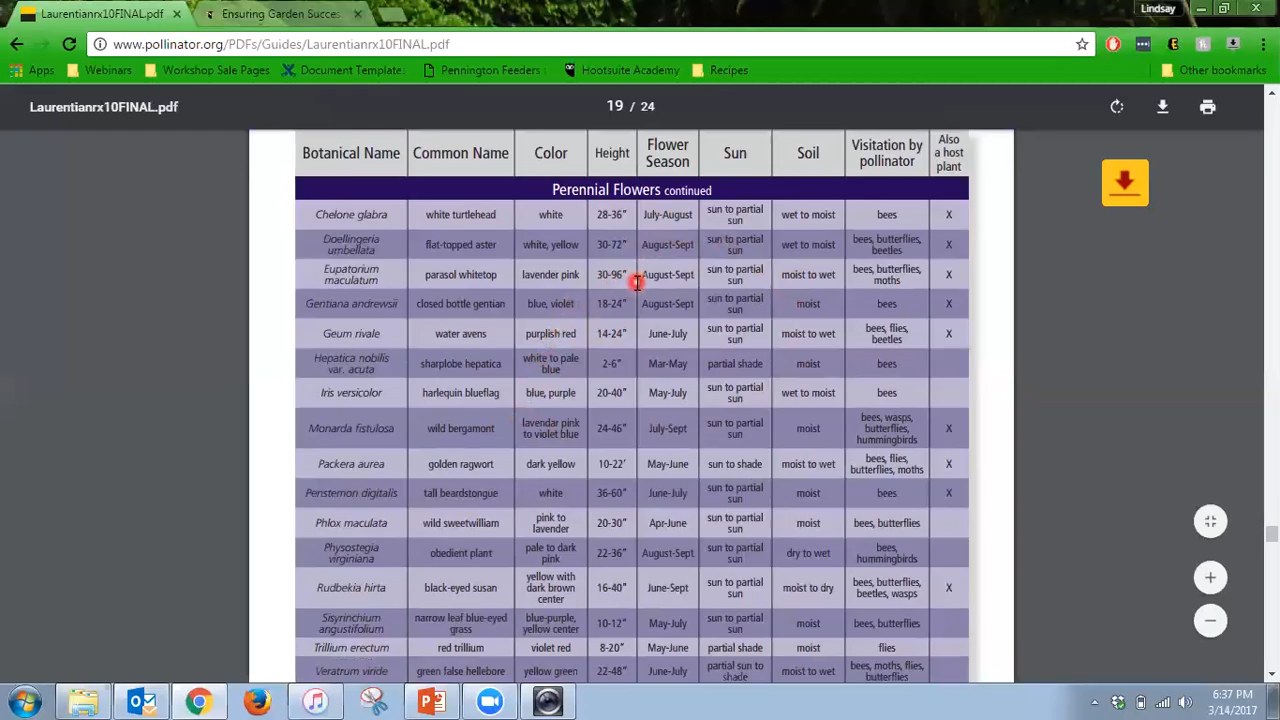 Lindsay
Laurentianrx10FINAL.pdf
Ensuring Garden Succes
www.pollinator.org/PDFs/Guides/Laurentianrx10FINAL.pdf
Apps Webinars Workshop Sale Pages Document Template Pennington Feeders Hootsuite Academy Recipes Other bookmarks
Laurentianrx10FINAL.pdf 19 / 24
Botanical Name Common Name Color Height Flower Season Sun Soil Visitation by pollinator Also a host plant
Perennial Flowers continued
Chelone glabra white turtlehead white 28-36" July-August sun to partial sun wet to moist bees X
Doellingeria umbellata flat-topped aster white, yellow 30-72" August-Sept sun to partial sun wet to moist bees, butterflies, beetles X
Eupatorium maculatum parasol whitetop lavender pink 30-96" August-Sept sun to partial sun moist to wet bees, butterflies, moths X
Gentiana andrewsii closed bottle gentian blue, violet 18-24" August-Sept sun to partial sun moist bees X
Geum rivale water avens purplish red 14-24" June-July sun to partial sun moist to wet bees, flies, beetles X
Hepatica nobilis var. acuta sharplobe hepatica white to pale blue 2-6" Mar-May partial shade moist bees
Iris versicolor harlequin blueflag blue, purple 20-40" May-July sun to partial sun wet to moist bees
Monarda fistulosa wild bergamont lavendar pink to violet blue 24-46" July-Sept sun to partial sun moist bees, wasps, butterflies, hummingbirds X
Packera aurea golden ragwort dark yellow 10-22' May-June sun to shade moist to wet bees, flies, butterflies, moths X
Penstemon digitalis tall beardstongue white 36-60" June-July sun to partial sun moist bees X
Phlox maculata wild sweetwilliam pink to lavender 20-30" Apr-June sun to partial sun moist bees, butterflies
Physostegia virginiana obedient plant pale to dark pink 22-36" August-Sept sun to partial sun dry to wet bees, hummingbirds
Rudbekia hirta black-eyed susan yellow with dark brown center 16-40" June-Sept sun to partial sun moist to dry bees, butterflies, beetles, wasps X
Sisyrinchium angustifolium narrow leaf blue-eyed grass blue-purple, yellow center 10-12" May-July sun to partial sun moist bees, butterflies
Trillium erectum red trillium violet red 8-20" May-June partial shade moist flies
Veratrum viride green false hellebore yellow green 22-48" June-July partial sun to shade moist to wet bees, moths, flies, butterflies
6:37 PM
3/14/2017